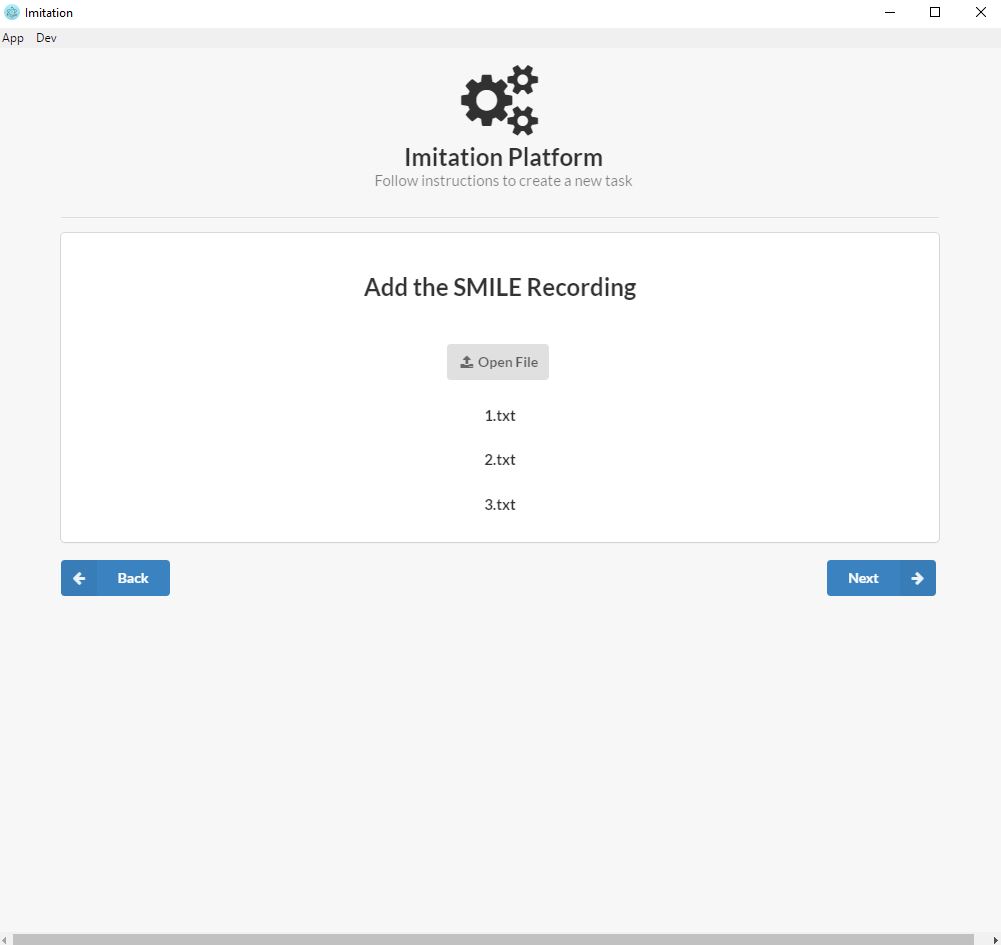 Imitation
App Dev
Imitation Platform
Follow instructions to create a new task
Add the SMILE Recording
Open File
1.txt
2.txt
3.txt
Back
Next